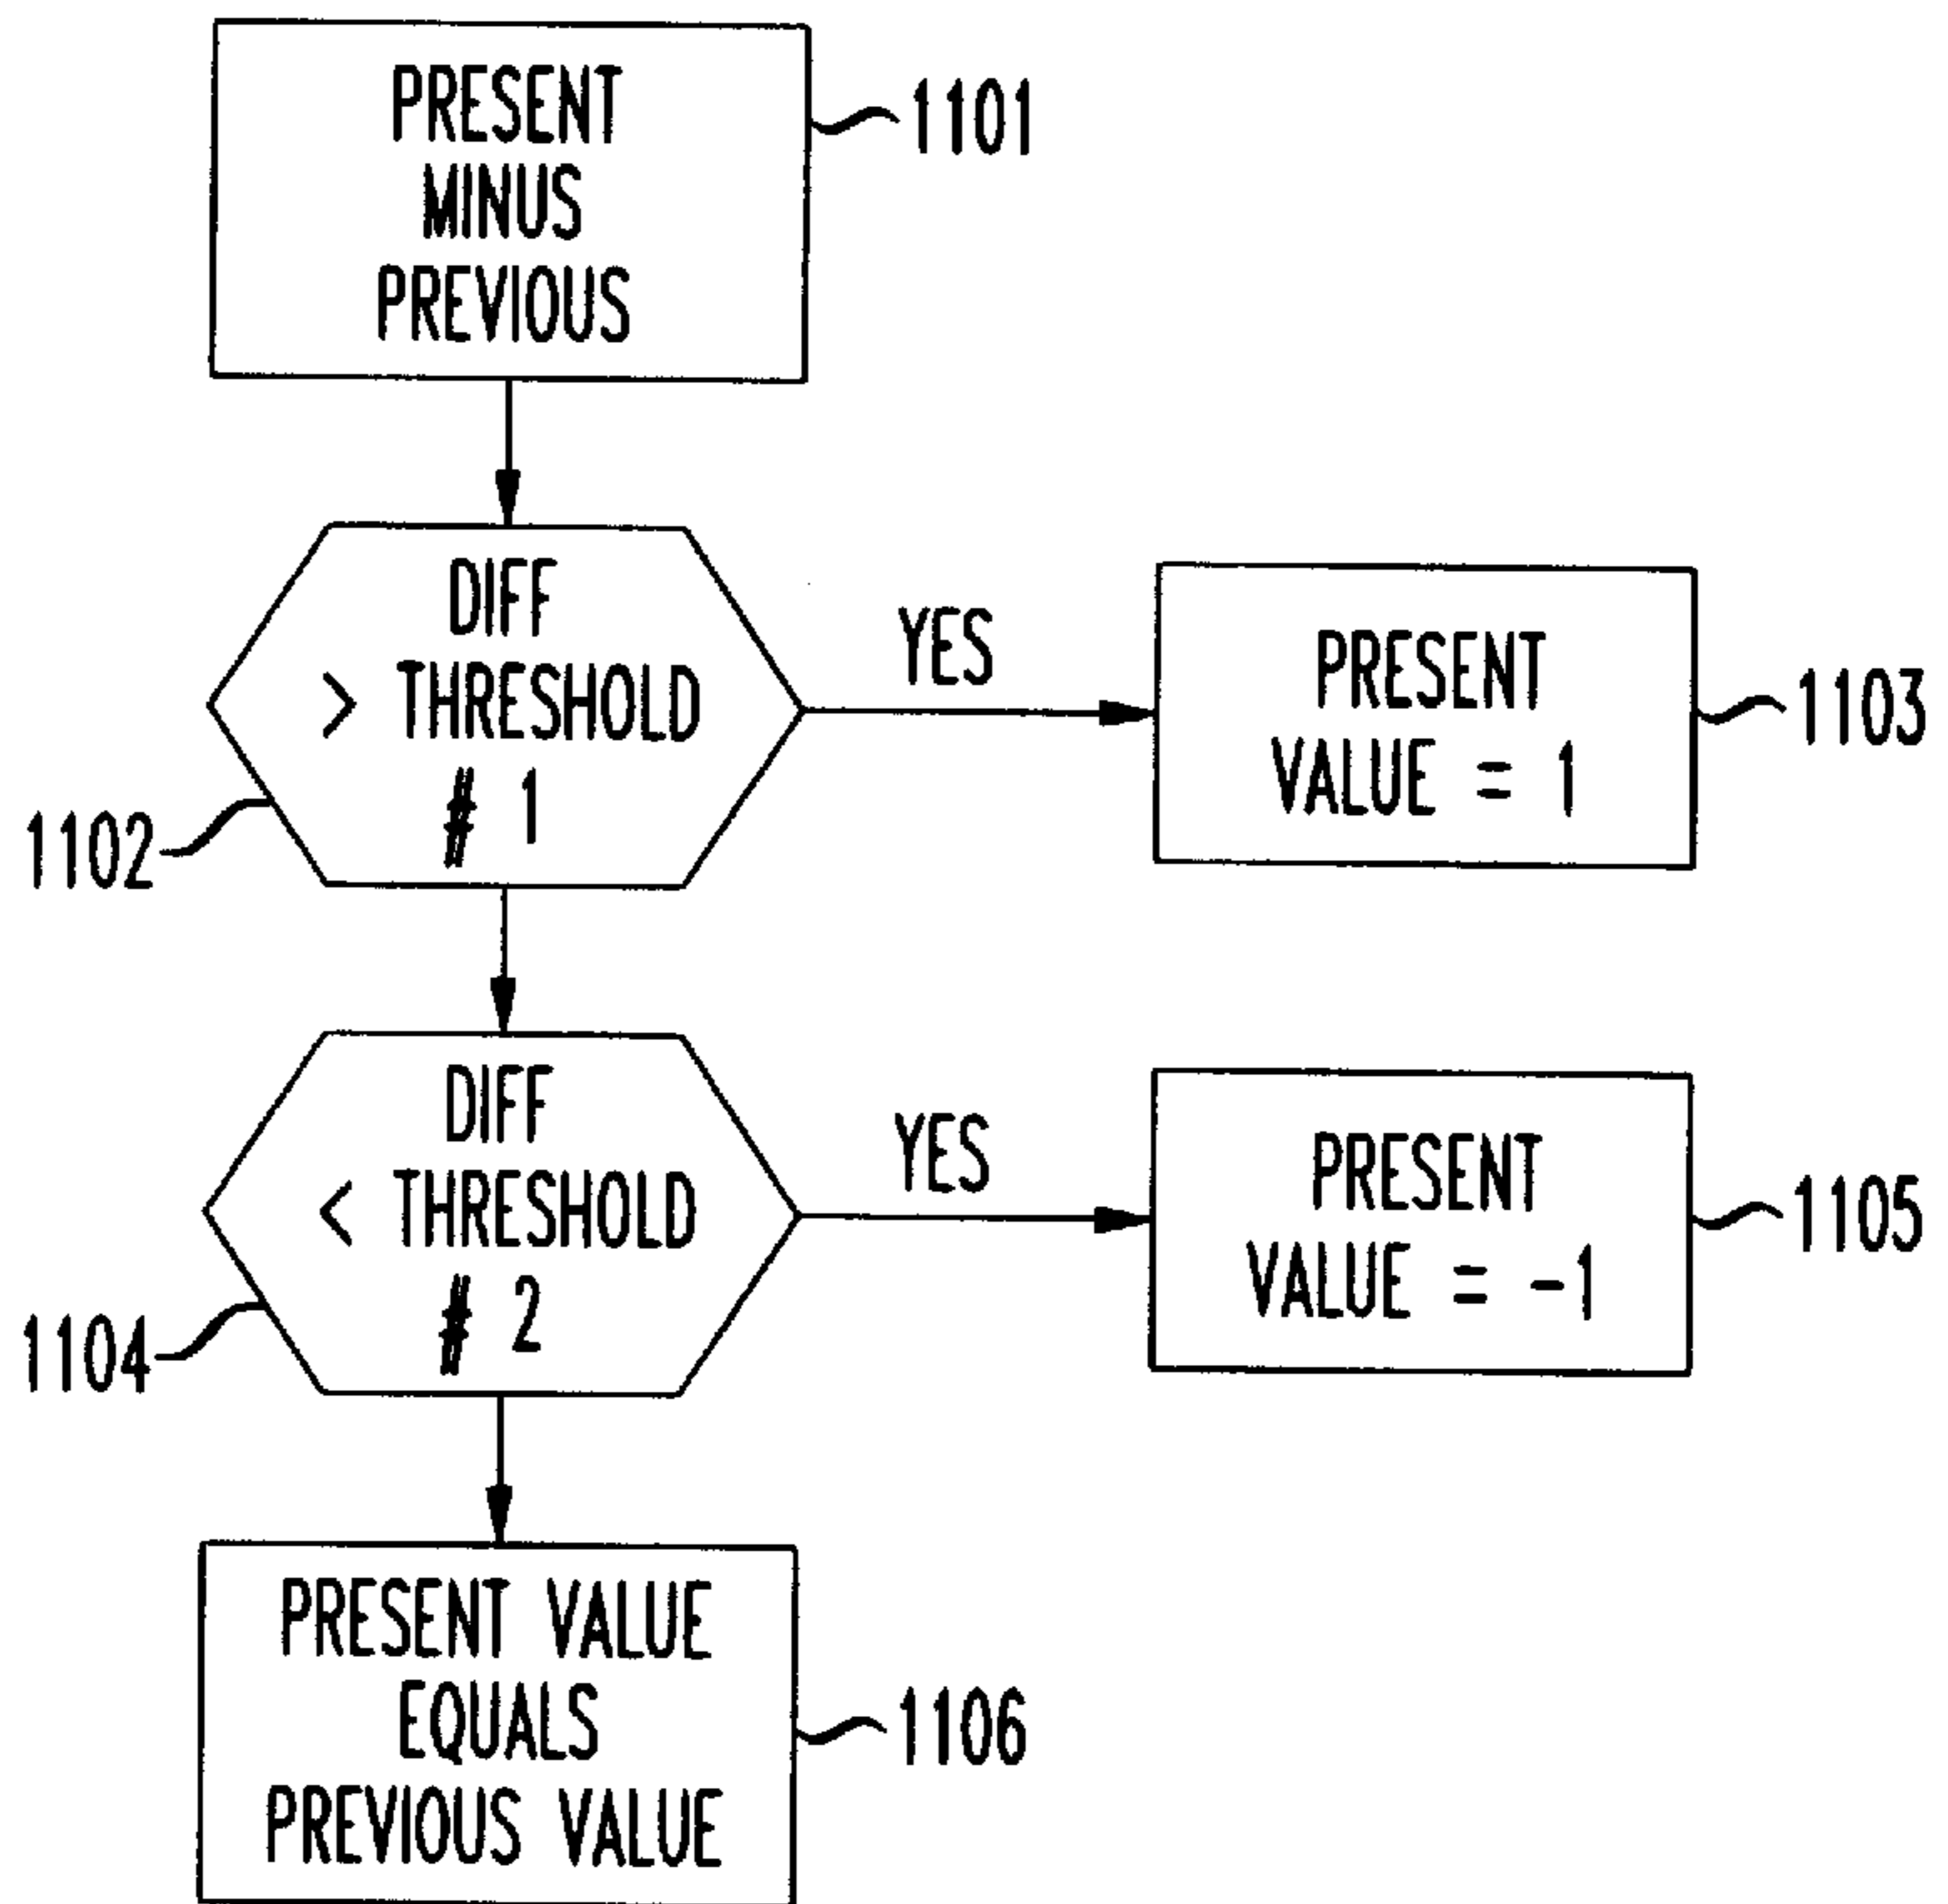 PRESENT
MINUS
PREVIOUS
1101
DIFF
> THRESHOLD
# 1
1102
YES
PRESENT
VALUE = 1
1103
DIFF
< THRESHOLD
# 2
1104
YES
PRESENT
VALUE = -1
1105
PRESENT VALUE
EQUALS
PREVIOUS VALUE
1106